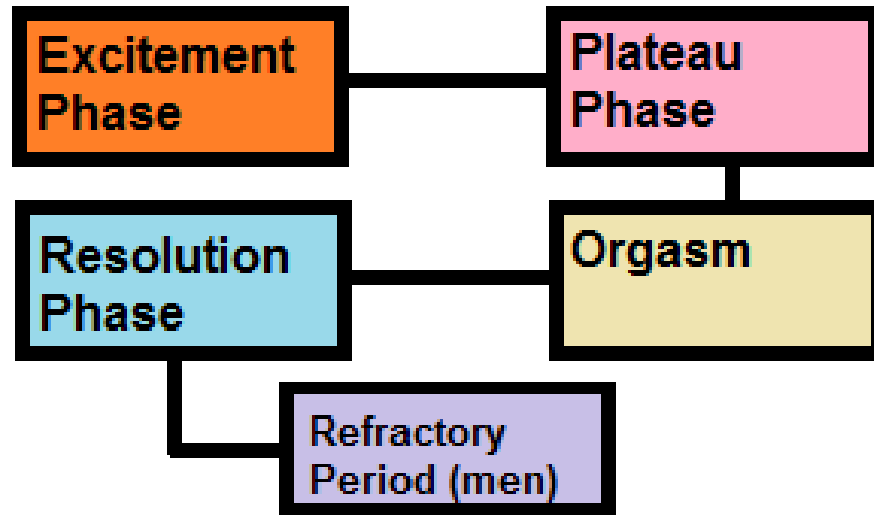 Excitement
Phase
Plateau
Phase
Orgasm
Resolution
Phase
Refractory
Period (men)